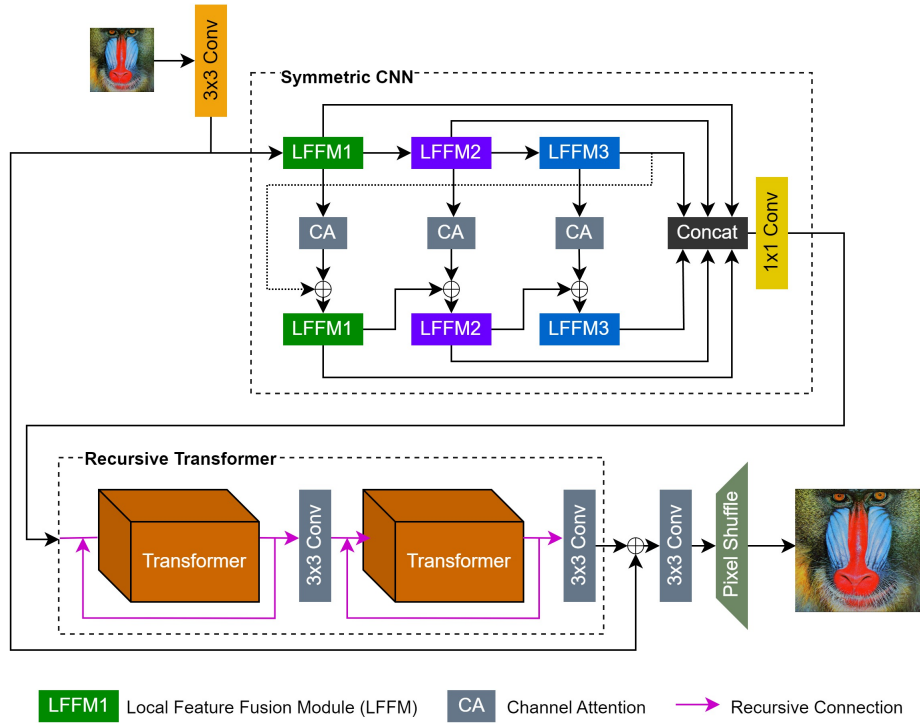 3x3 Conv
Symmetric CNN
LFFM1
LFFM2
LFFM3
CA
CA
CA
Concat
1x1 Conv
LFFM1
LFFM2
LFFM3
Recursive Transformer
Transformer
3x3 Conv
Transformer
3x3 Conv
3x3 Conv
Pixel Shuffle
LFFM1
Local Feature Fusion Module (LFFM)
CA
Channel Attention
Recursive Connection